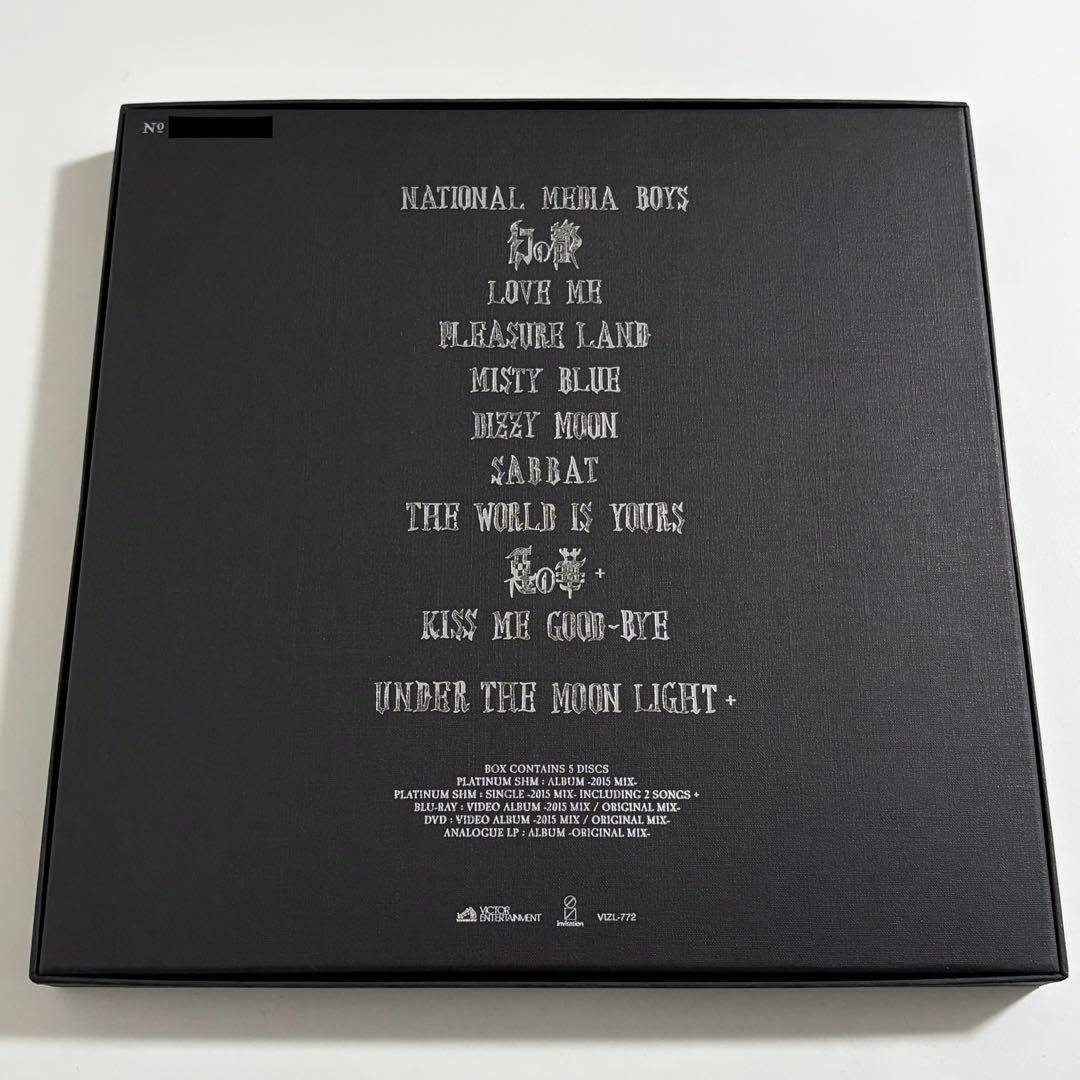 Nº
NATIONAL MEDIA BOYS
幻の都
LOVE ME
PLEASURE LAND
MISTY BLUE
DIZZY MOON
SABBAT
THE WORLD IS YOURS
惡の華 +
KISS ME GOOD-BYE
UNDER THE MOON LIGHT +
BOX CONTAINS 5 DISCS
PLATINUM SHM : ALBUM -2015 MIX-
PLATINUM SHM : SINGLE -2015 MIX- INCLUDING 2 SONGS +
BLU-RAY : VIDEO ALBUM -2015 MIX / ORIGINAL MIX-
DVD : VIDEO ALBUM -2015 MIX / ORIGINAL MIX-
ANALOGUE LP : ALBUM -ORIGINAL MIX-
VICTOR ENTERTAINMENT invitation VIZL-772